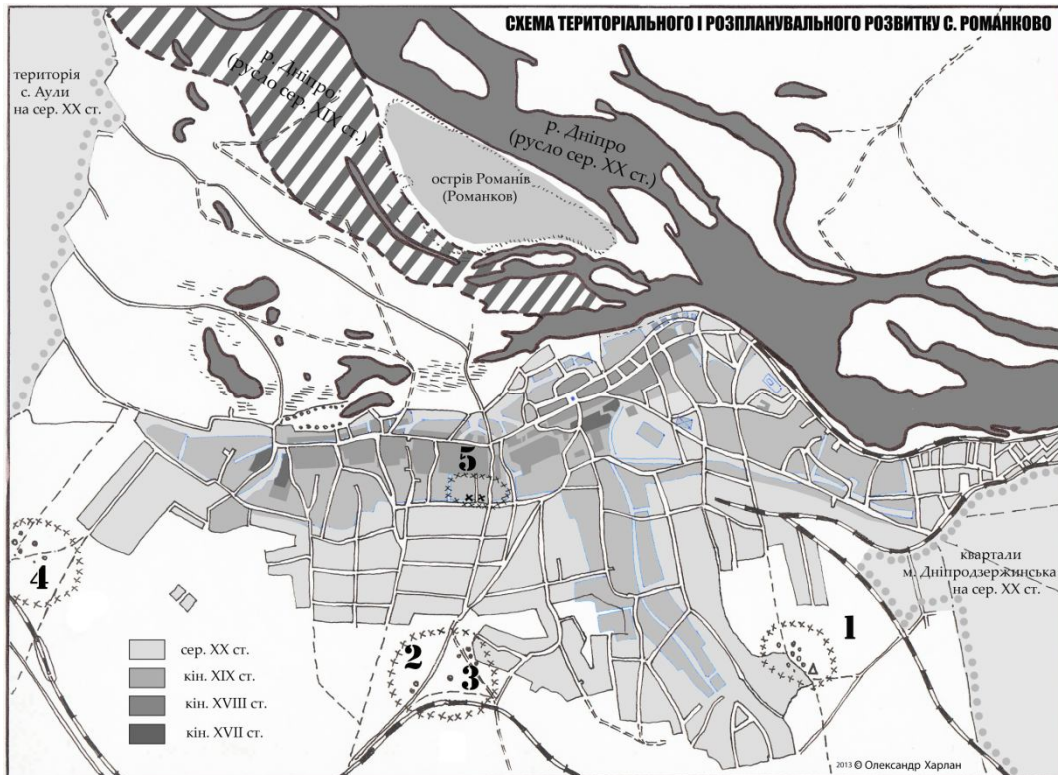 СХЕМА ТЕРИТОРІАЛЬНОГО І РОЗПЛАНУВАЛЬНОГО РОЗВИТКУ С. РОМАНКОВО
територія
с. Аули
на сер. XX ст.
р. Дніпро
(русло сер. XIX ст.)
р. Дніпро
(русло сер. XX ст.)
острів Романів
(Романков)
5
4
квартали
м. Дніпродзержинська
на сер. XX ст.
1
2
3
сер. XX ст.
кін. XIX ст.
кін. XVIII ст.
кін. XVII ст.
2013 © Олександр Харлан